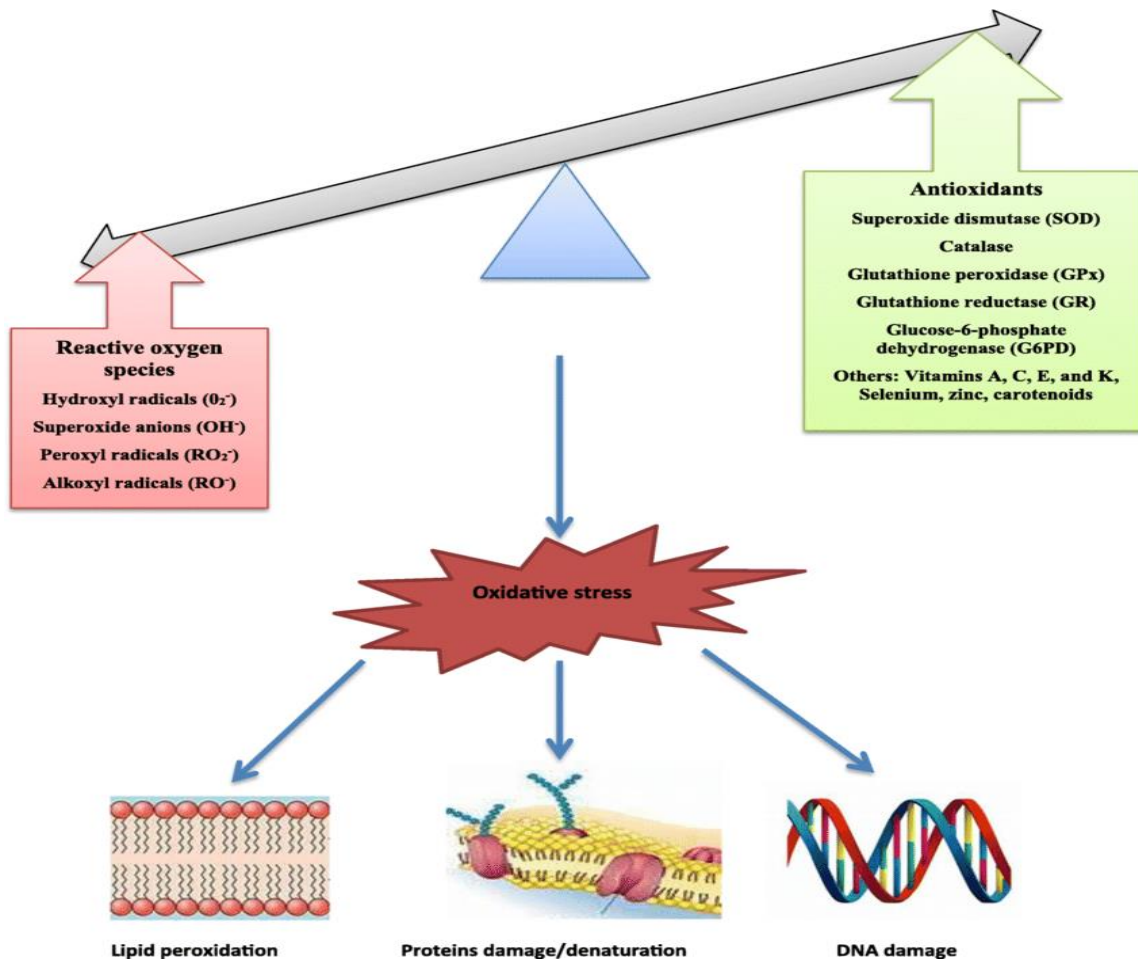 Reactive oxygen
species
Hydroxyl radicals (0₂⁻)
Superoxide anions (OH⁻)
Peroxyl radicals (RO₂⁻)
Alkoxyl radicals (RO⁻)
Antioxidants
Superoxide dismutase (SOD)
Catalase
Glutathione peroxidase (GPx)
Glutathione reductase (GR)
Glucose-6-phosphate
dehydrogenase (G6PD)
Others: Vitamins A, C, E, and K,
Selenium, zinc, carotenoids
Oxidative stress
Lipid peroxidation
Proteins damage/denaturation
DNA damage